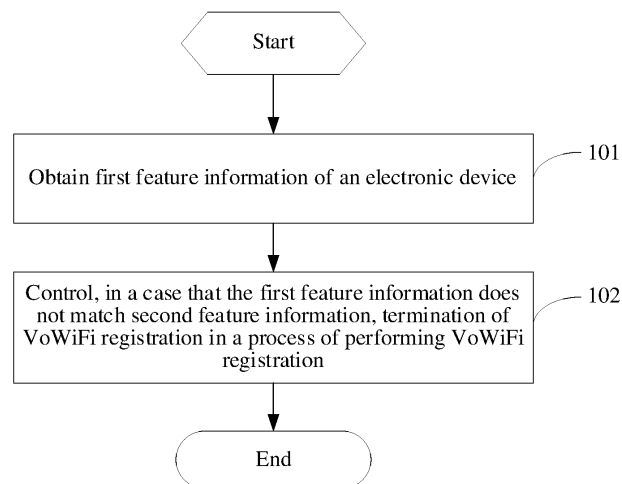 Start
Obtain first feature information of an electronic device
101
Control, in a case that the first feature information does
not match second feature information, termination of
VoWiFi registration in a process of performing VoWiFi
registration
102
End